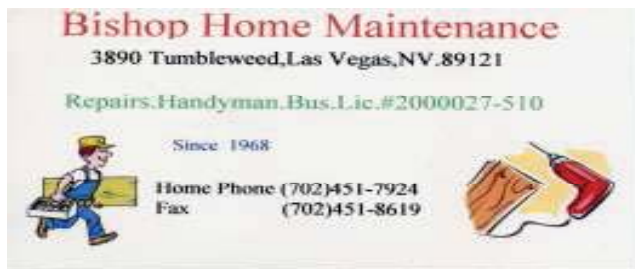 Bishop Home Maintenance
3890 Tumbleweed,Las Vegas,NV.89121
Repairs.Handyman.Bus.Lic.#2000027-510
Since 1968
Home Phone (702)451-7924
Fax (702)451-8619